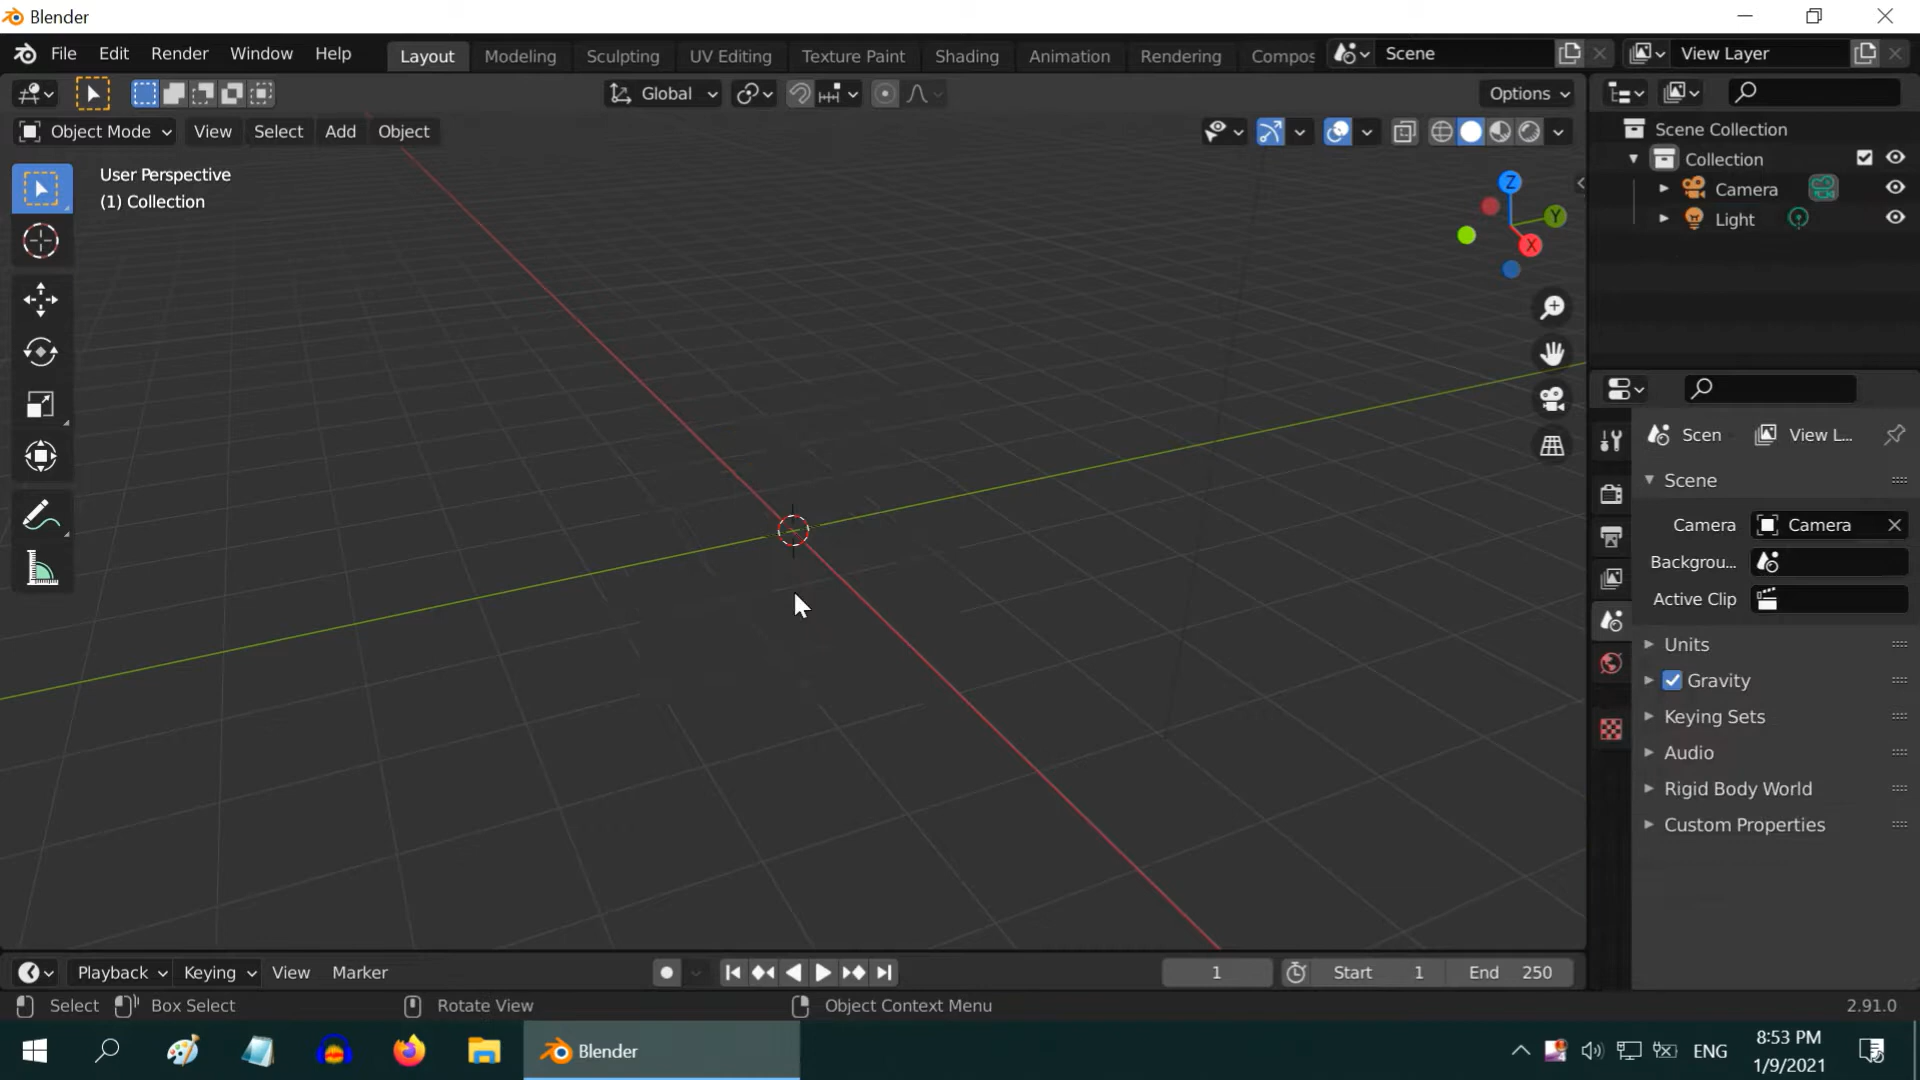 Blender
File Edit Render Window Help Layout Modeling Sculpting UV Editing Texture Paint Shading Animation Rendering Compos Scene View Layer
Global Options
Object Mode View Select Add Object
Scene Collection
Collection
Camera
Light
User Perspective
(1) Collection
Z
Y
X
Scen View L...
Scene
Camera Camera
Backgrou...
Active Clip
Units
Gravity
Keying Sets
Audio
Rigid Body World
Custom Properties
Playback Keying View Marker 1 Start 1 End 250
Select Box Select Rotate View Object Context Menu 2.91.0
Blender ENG 8:53 PM
1/9/2021